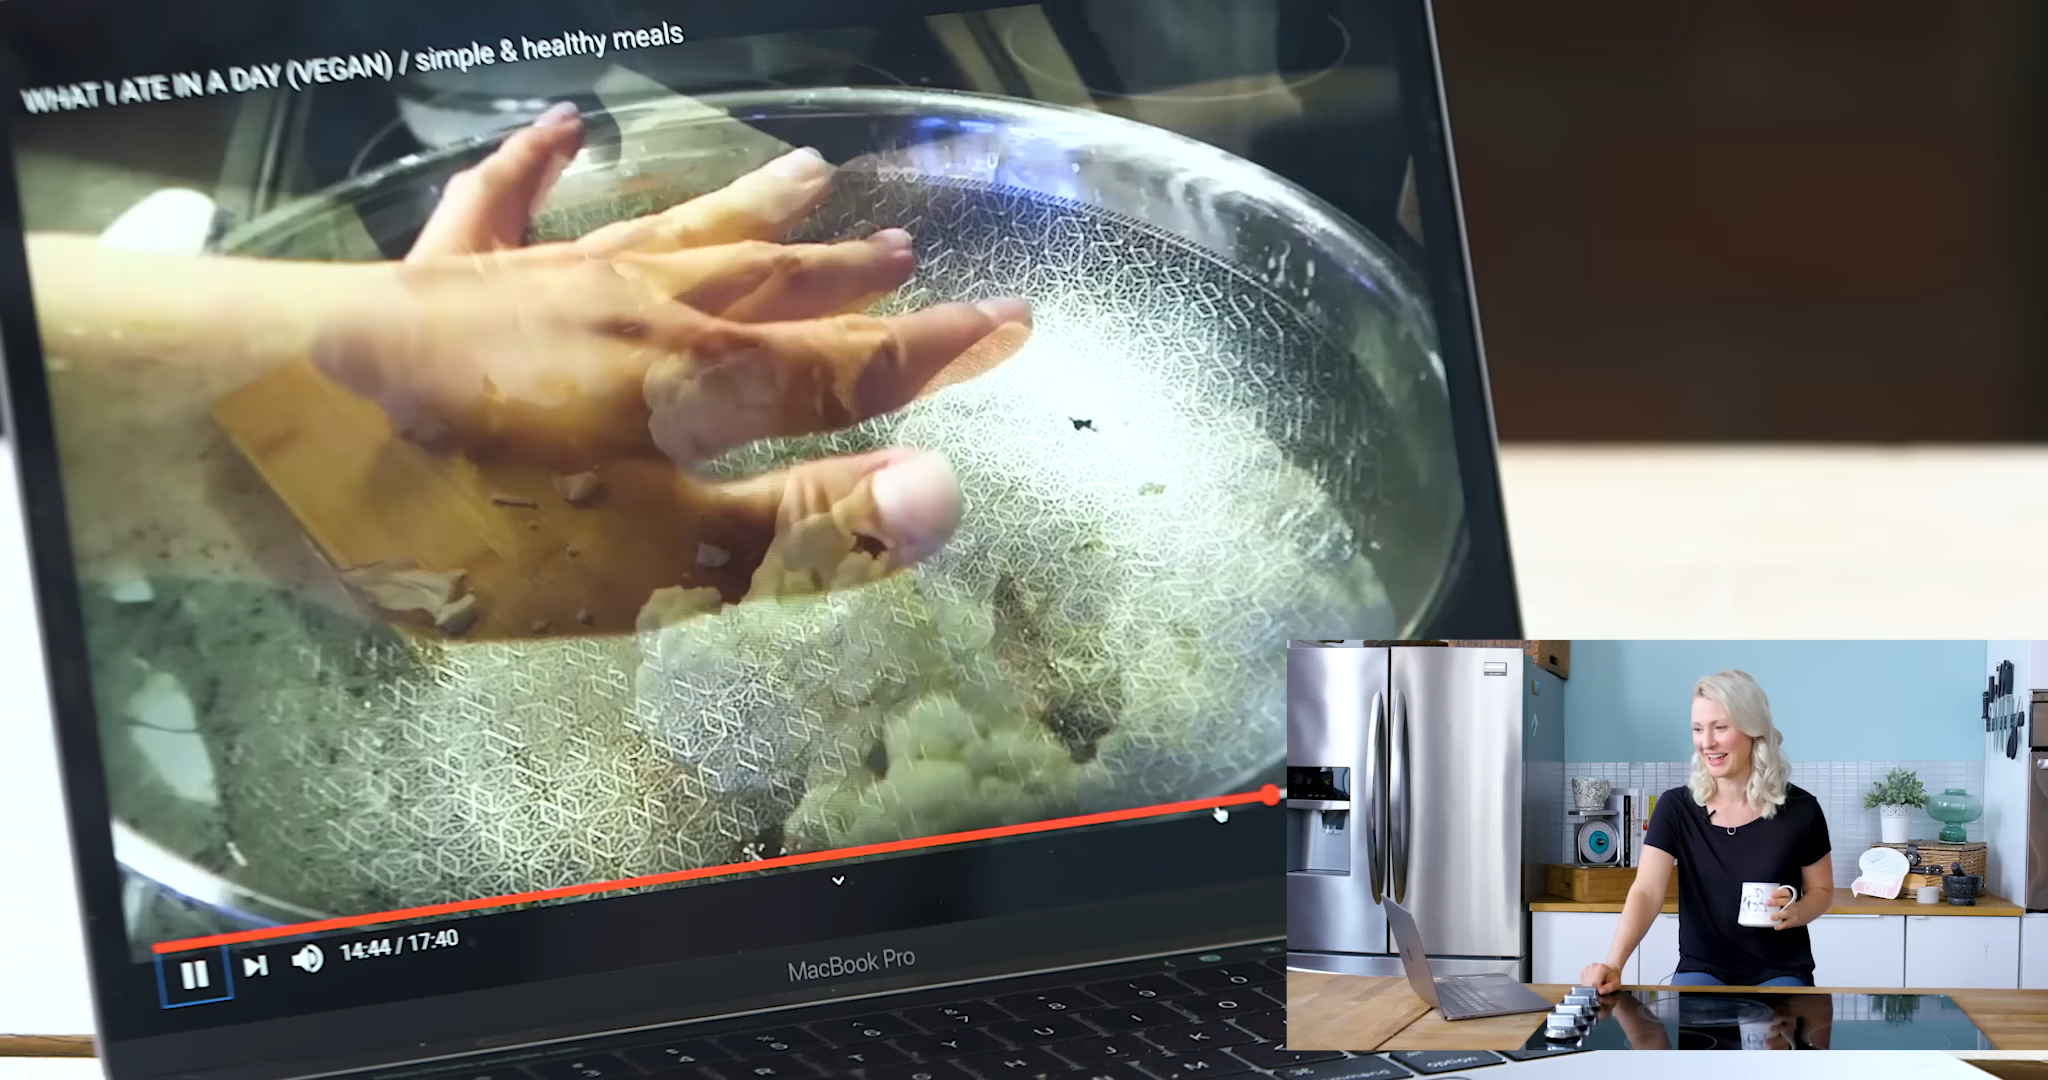 WHAT I ATE IN A DAY (VEGAN) / simple & healthy meals
14:44 / 17:40
MacBook Pro